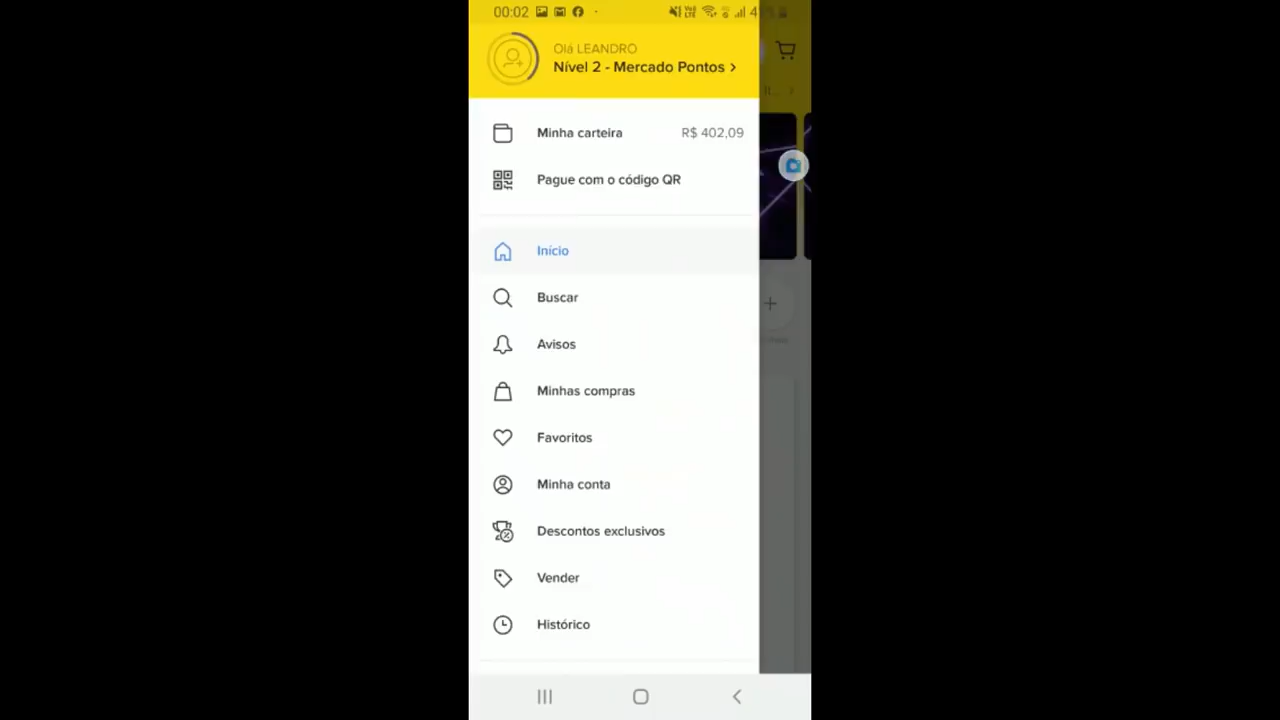 00:02
Olá LEANDRO
Nível 2 - Mercado Pontos
Minha carteira R$ 402,09
Pague com o código QR
Início
Buscar
Avisos
Minhas compras
Favoritos
Minha conta
Descontos exclusivos
Vender
Histórico